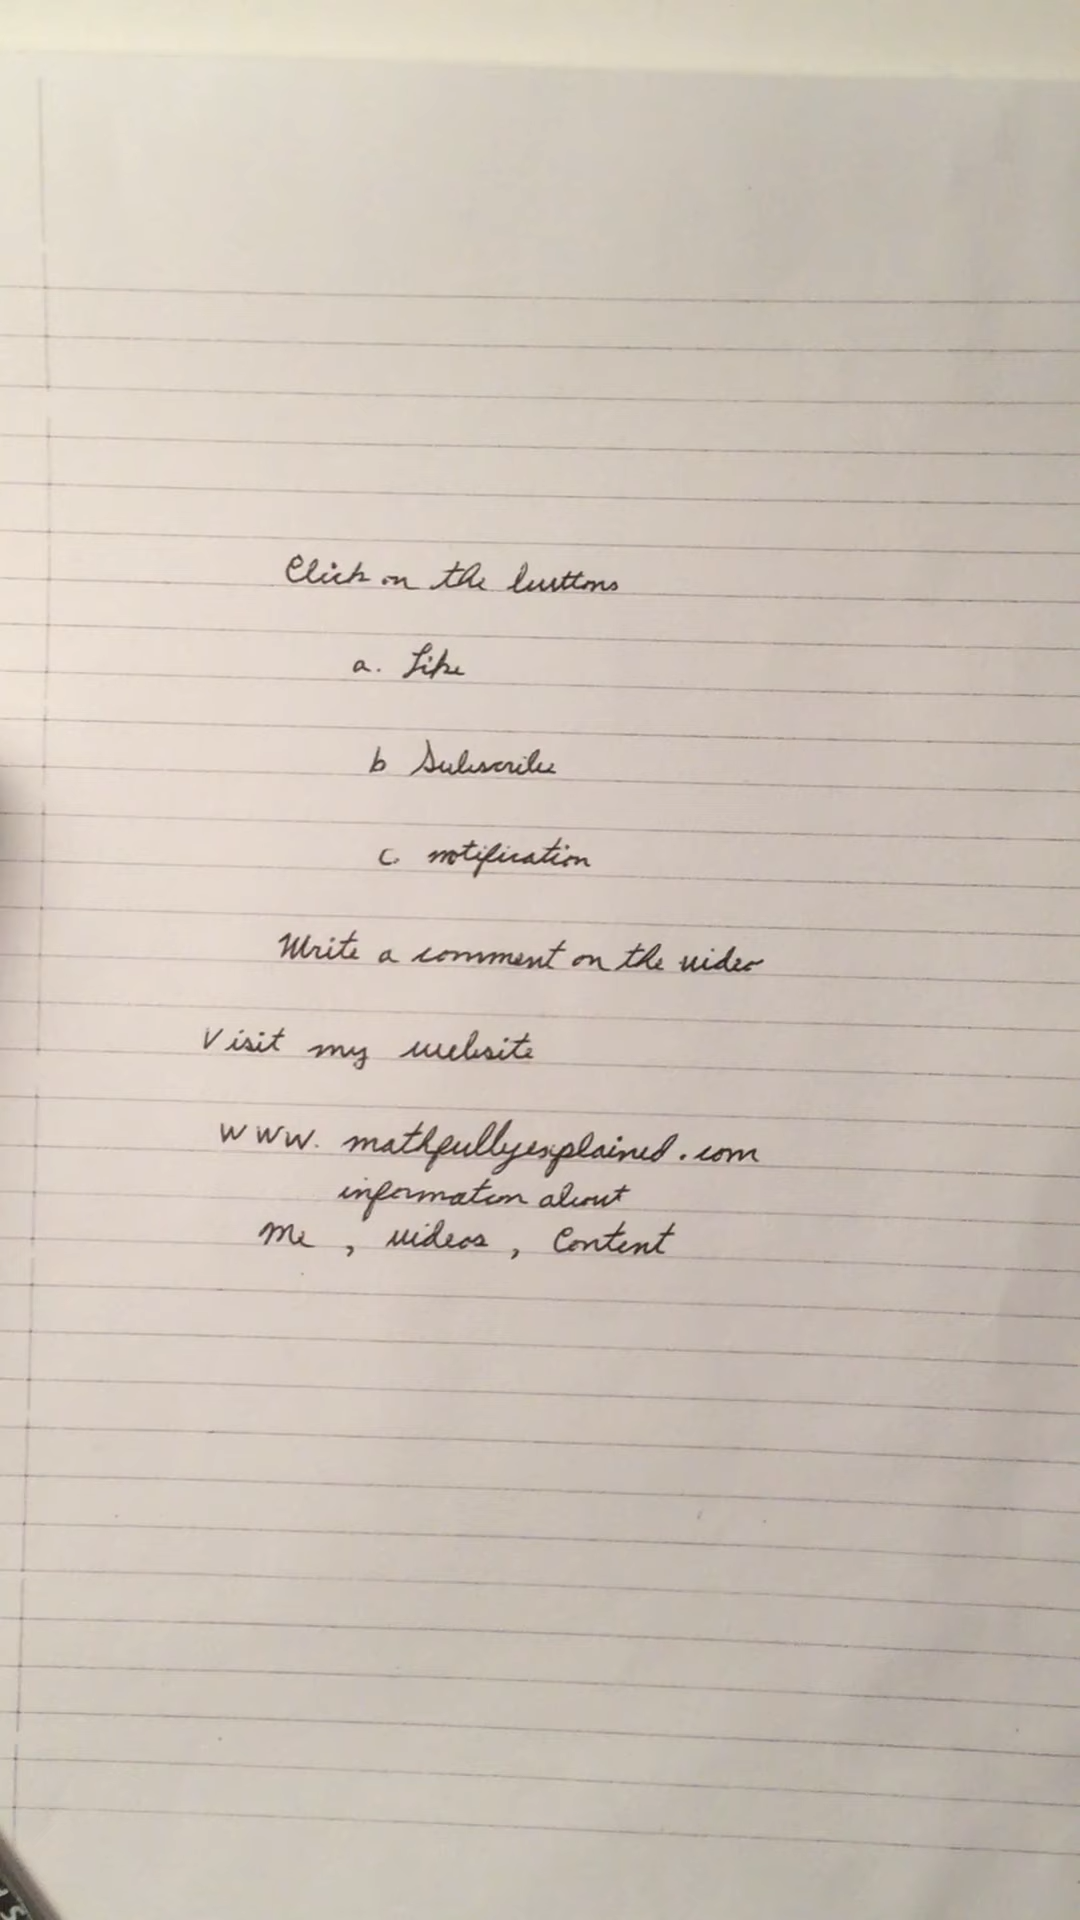 Click on the buttons
a. Like
b Subscribe
c. notification
Write a comment on the video
Visit my website
www. mathfullyexplained.com
information about
Me , videos , Content